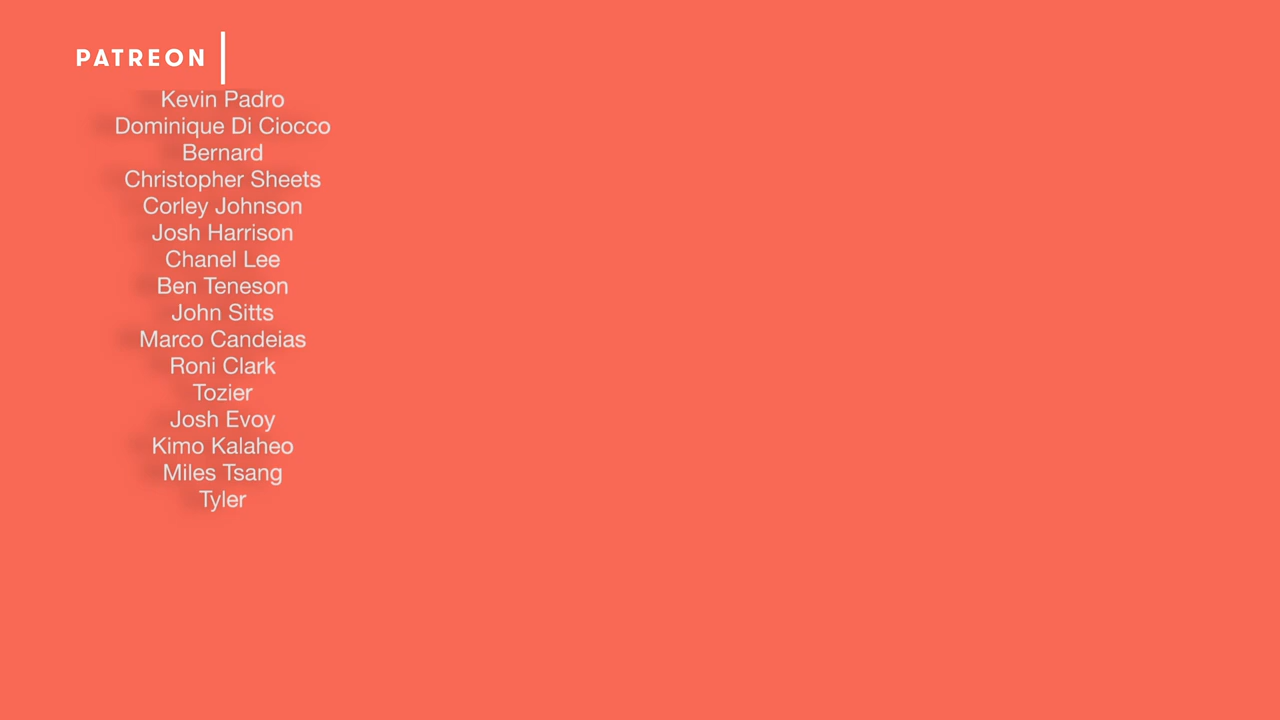 PATREON
Kevin Padro
Dominique Di Ciocco
Bernard
Christopher Sheets
Corley Johnson
Josh Harrison
Chanel Lee
Ben Teneson
John Sitts
Marco Candeias
Roni Clark
Tozier
Josh Evoy
Kimo Kalaheo
Miles Tsang
Tyler